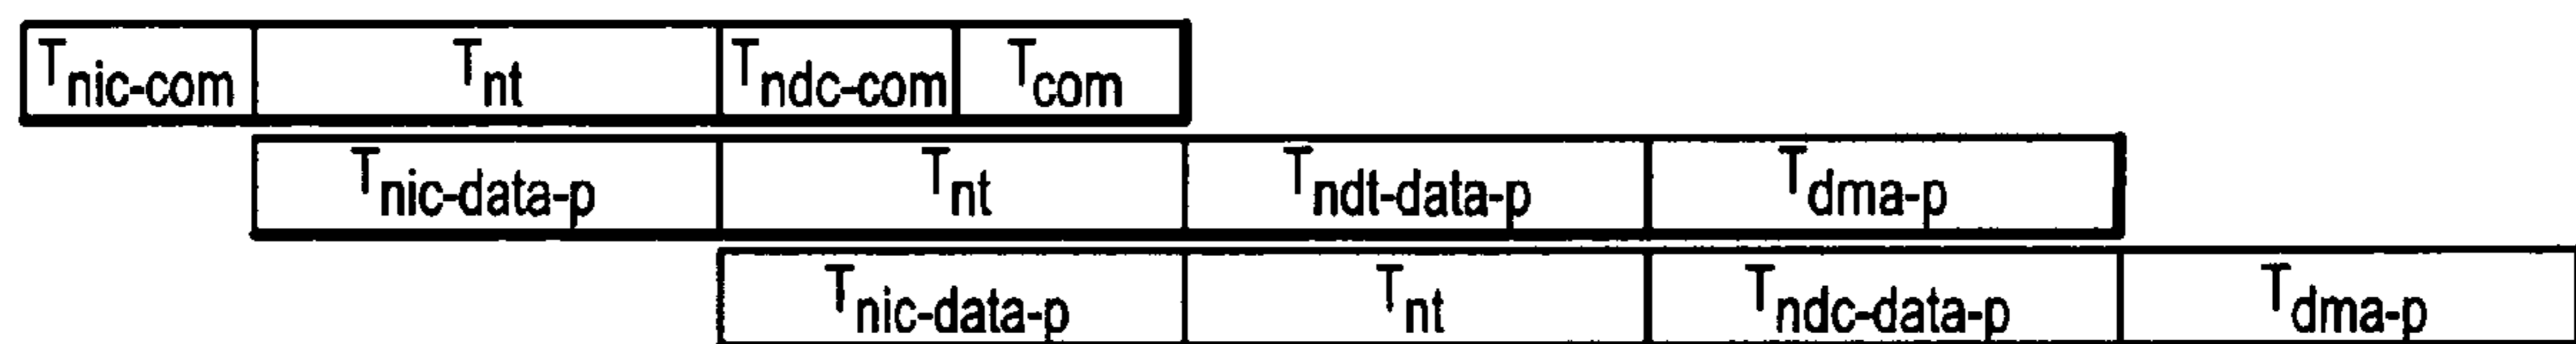 Tnic-com Tnt Tndc-com Tcom
Tnic-data-p Tnt Tndt-data-p Tdma-p
Tnic-data-p Tnt Tndc-data-p Tdma-p